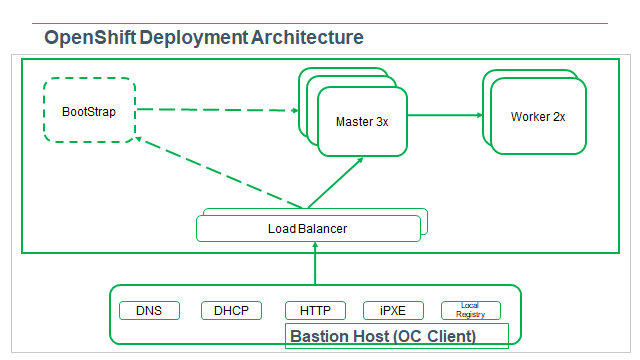 OpenShift Deployment Architecture
BootStrap
Master 3x
Worker 2x
Load Balancer
DNS
DHCP
HTTP
iPXE
Local
Registry
Bastion Host (OC Client)